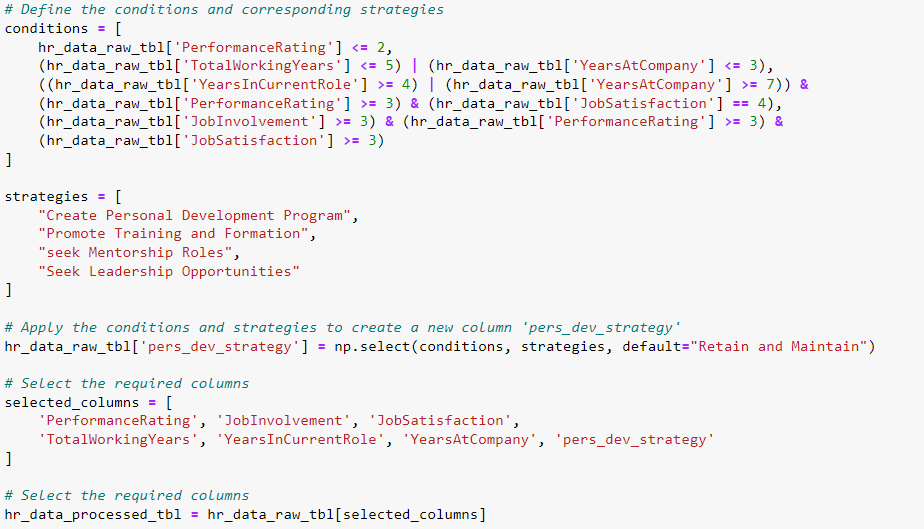 # Define the conditions and corresponding strategies
conditions = [
    hr_data_raw_tbl['PerformanceRating'] <= 2,
    (hr_data_raw_tbl['TotalWorkingYears'] <= 5) | (hr_data_raw_tbl['YearsAtCompany'] <= 3),
    ((hr_data_raw_tbl['YearsInCurrentRole'] >= 4) | (hr_data_raw_tbl['YearsAtCompany'] >= 7)) &
    (hr_data_raw_tbl['PerformanceRating'] >= 3) & (hr_data_raw_tbl['JobSatisfaction'] == 4),
    (hr_data_raw_tbl['JobInvolvement'] >= 3) & (hr_data_raw_tbl['PerformanceRating'] >= 3) &
    (hr_data_raw_tbl['JobSatisfaction'] >= 3)
]

strategies = [
    "Create Personal Development Program",
    "Promote Training and Formation",
    "seek Mentorship Roles",
    "Seek Leadership Opportunities"
]

# Apply the conditions and strategies to create a new column 'pers_dev_strategy'
hr_data_raw_tbl['pers_dev_strategy'] = np.select(conditions, strategies, default="Retain and Maintain")

# Select the required columns
selected_columns = [
    'PerformanceRating', 'JobInvolvement', 'JobSatisfaction',
    'TotalWorkingYears', 'YearsInCurrentRole', 'YearsAtCompany', 'pers_dev_strategy'
]

# Select the required columns
hr_data_processed_tbl = hr_data_raw_tbl[selected_columns]